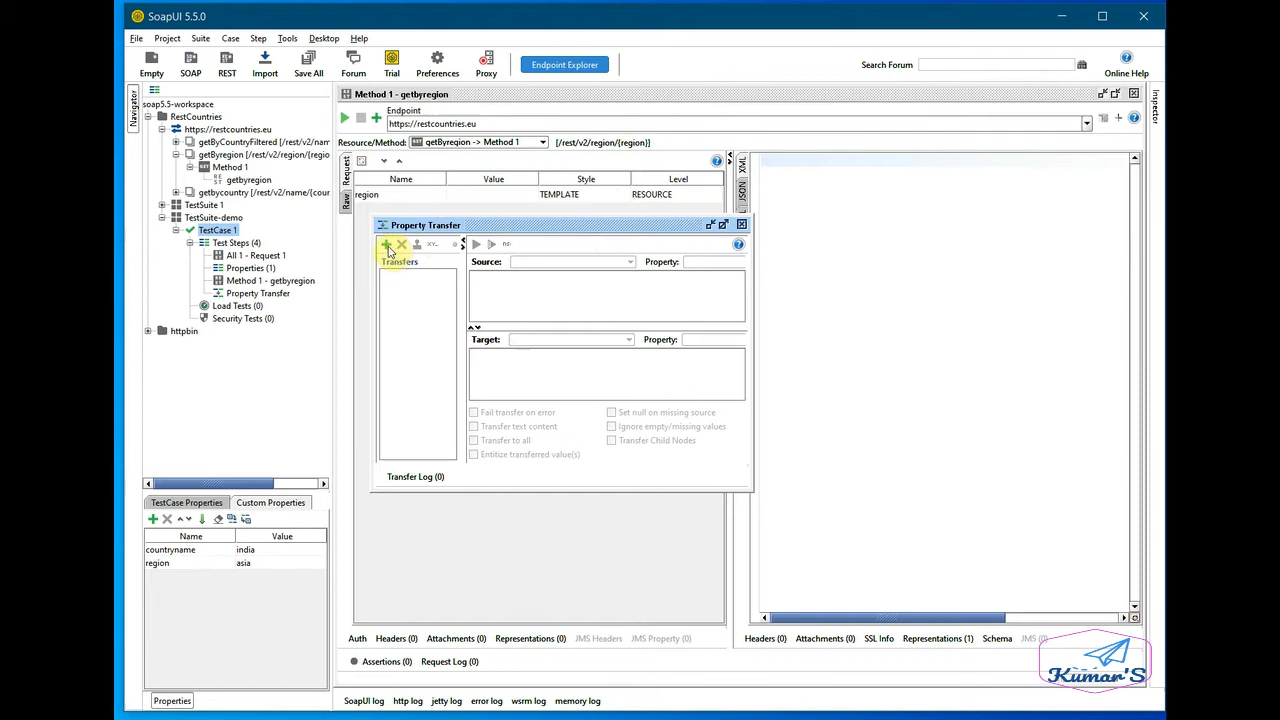 SoapUI 5.5.0
File Project Suite Case Step Tools Desktop Help
Empty SOAP REST Import Save All Forum Trial Preferences Proxy Endpoint Explorer Search Forum Online Help
Navigator
soap5.5-workspace
RestCountries
https://restcountries.eu
getByCountryFiltered [/rest/v2/name
getByregion [/rest/v2/region/{regio
Method 1
getbyregion
getbycountry [/rest/v2/name/{cou
TestSuite 1
TestSuite-demo
TestCase 1
Test Steps (4)
All 1 - Request 1
Properties (1)
Method 1 - getbyregion
Property Transfer
Load Tests (0)
Security Tests (0)
httpbin
TestCase Properties Custom Properties
Name Value
countryname india
region asia
Properties
Method 1 - getbyregion
Endpoint
https://restcountries.eu
Resource/Method: getByregion -> Method 1 [/rest/v2/region/{region}]
Request
Raw
Name Value Style Level
region TEMPLATE RESOURCE
Property Transfer
Transfers
Source: Property:
Target: Property:
Fail transfer on error Set null on missing source
Transfer text content Ignore empty/missing values
Transfer to all Transfer Child Nodes
Entitize transferred value(s)
Transfer Log (0)
XML
JSON
Inspector
Auth Headers (0) Attachments (0) Representations (0) JMS Headers JMS Property (0)
Headers (0) Attachments (0) SSL Info Representations (1) Schema JMS (0)
Assertions (0) Request Log (0)
SoapUI log http log jetty log error log wsrm log memory log
Kumar'S